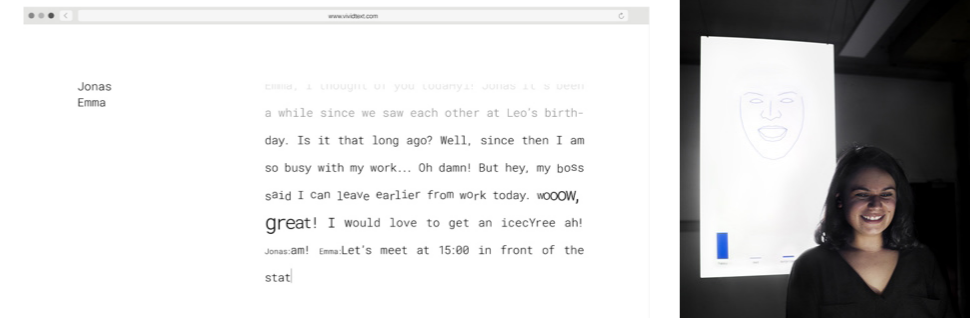 www.vividtext.com
Jonas
Emma
Emma, I thought of you todaHyi! Jonas it's been
a while since we saw each other at Leo's birth-
day. Is it that long ago? Well, since then I am
so busy with my work... Oh damn! But hey, my boss
said I can leave earlier from work today. wooOW,
great! I would love to get an icecYree ah!
Jonas:am! Emma:Let's meet at 15:00 in front of the
stat